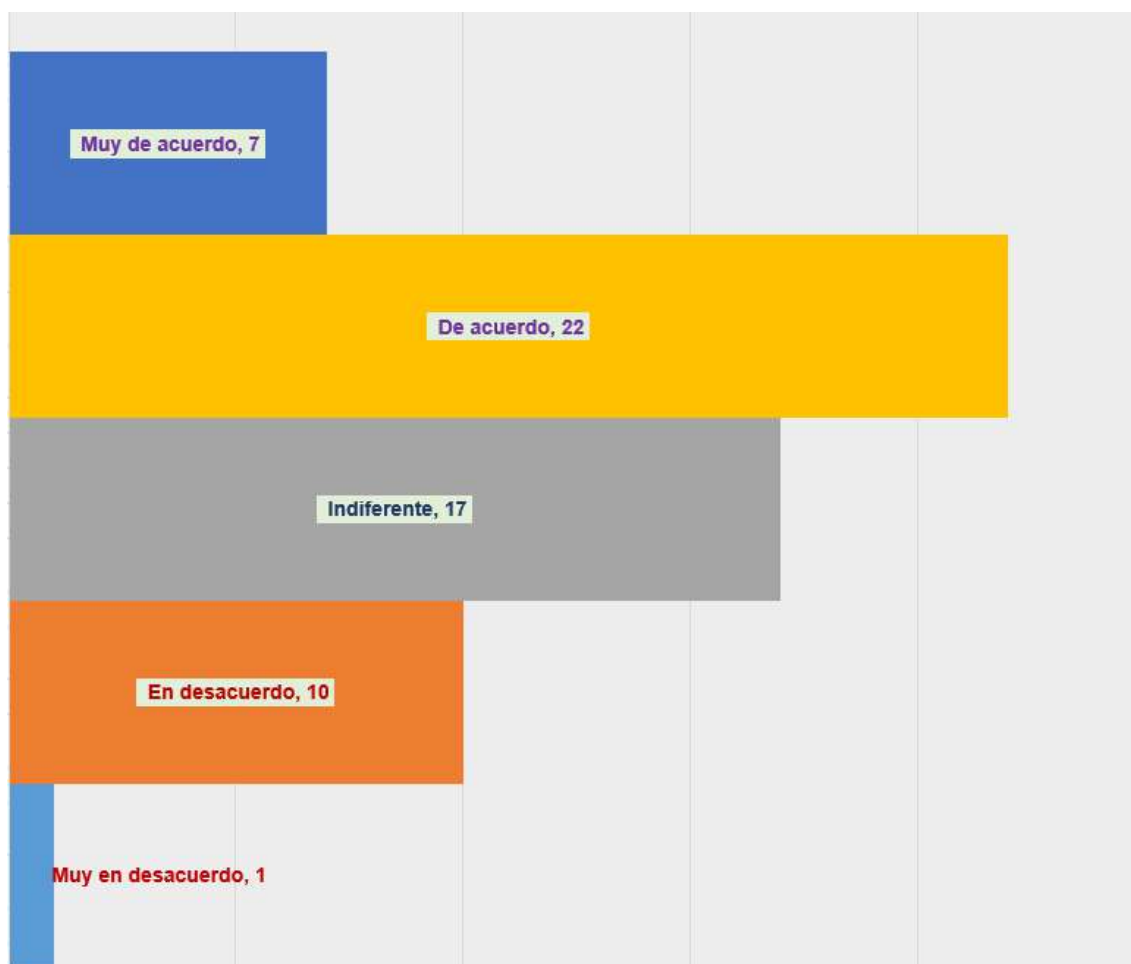 Muy de acuerdo, 7
De acuerdo, 22
Indiferente, 17
En desacuerdo, 10
Muy en desacuerdo, 1